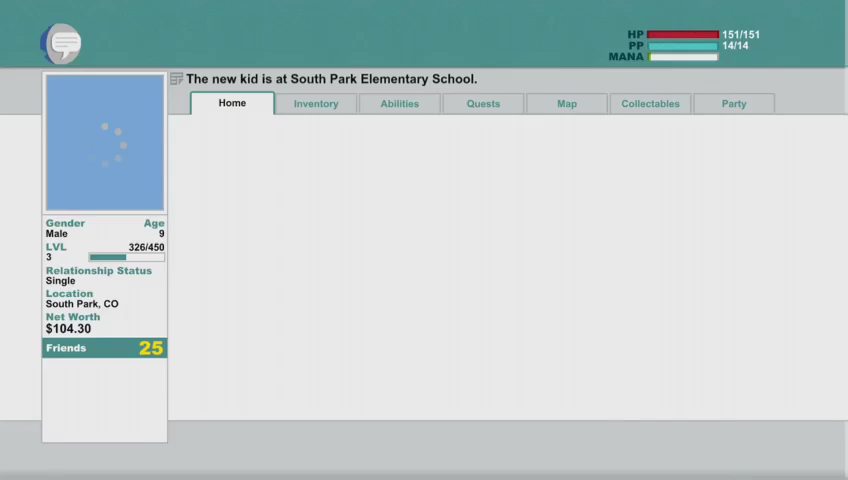 HP 151/151
PP 14/14
MANA
The new kid is at South Park Elementary School.
Home Inventory Abilities Quests Map Collectables Party
Gender Age
Male 9
LVL 326/450
3
Relationship Status
Single
Location
South Park, CO
Net Worth
$104.30
Friends 25